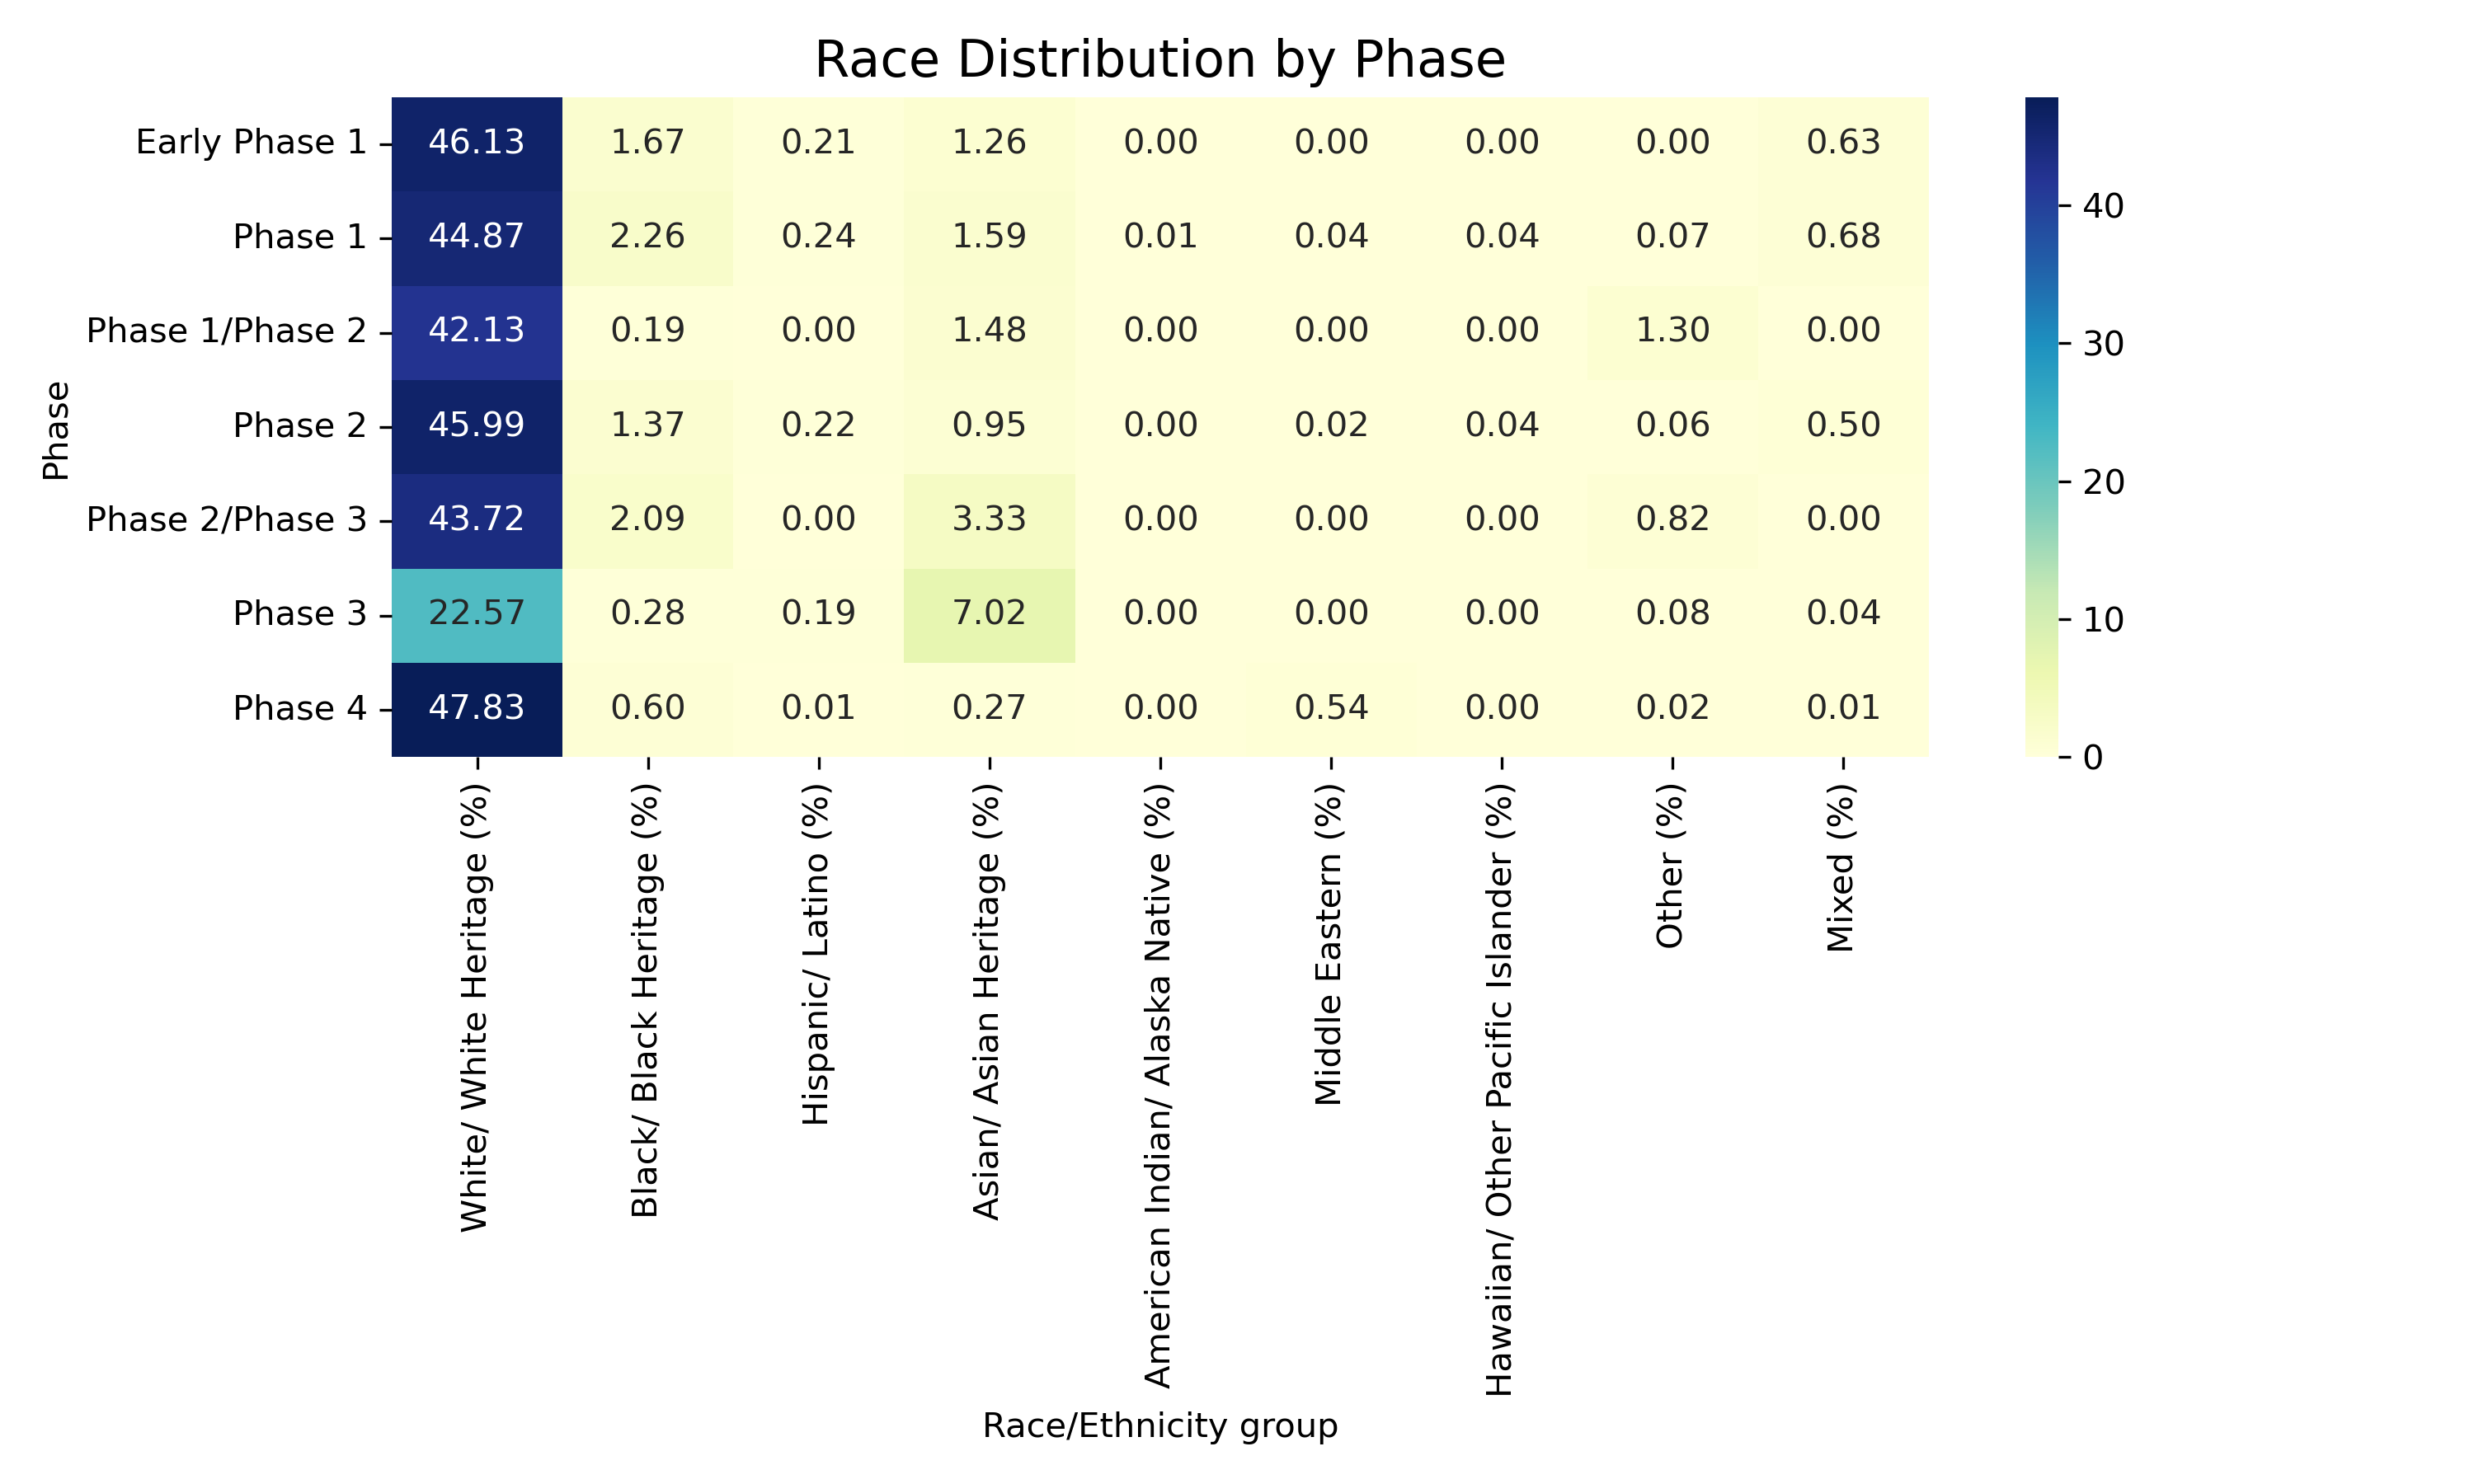 Race Distribution by Phase
Phase
Early Phase 1 46.13 1.67 0.21 1.26 0.00 0.00 0.00 0.00 0.63
Phase 1 44.87 2.26 0.24 1.59 0.01 0.04 0.04 0.07 0.68
Phase 1/Phase 2 42.13 0.19 0.00 1.48 0.00 0.00 0.00 1.30 0.00
Phase 2 45.99 1.37 0.22 0.95 0.00 0.02 0.04 0.06 0.50
Phase 2/Phase 3 43.72 2.09 0.00 3.33 0.00 0.00 0.00 0.82 0.00
Phase 3 22.57 0.28 0.19 7.02 0.00 0.00 0.00 0.08 0.04
Phase 4 47.83 0.60 0.01 0.27 0.00 0.54 0.00 0.02 0.01
40
30
20
10
0
White/ White Heritage (%)
Black/ Black Heritage (%)
Hispanic/ Latino (%)
Asian/ Asian Heritage (%)
American Indian/ Alaska Native (%)
Middle Eastern (%)
Hawaiian/ Other Pacific Islander (%)
Other (%)
Mixed (%)
Race/Ethnicity group